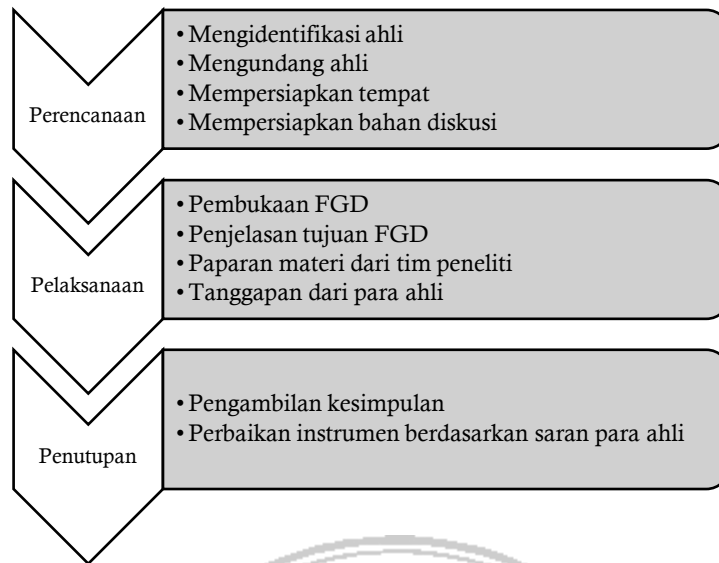 Perencanaan
• Mengidentifikasi ahli
• Mengundang ahli
• Mempersiapkan tempat
• Mempersiapkan bahan diskusi
Pelaksanaan
• Pembukaan FGD
• Penjelasan tujuan FGD
• Paparan materi dari tim peneliti
• Tanggapan dari para ahli
Penutupan
• Pengambilan kesimpulan
• Perbaikan instrumen berdasarkan saran para ahli